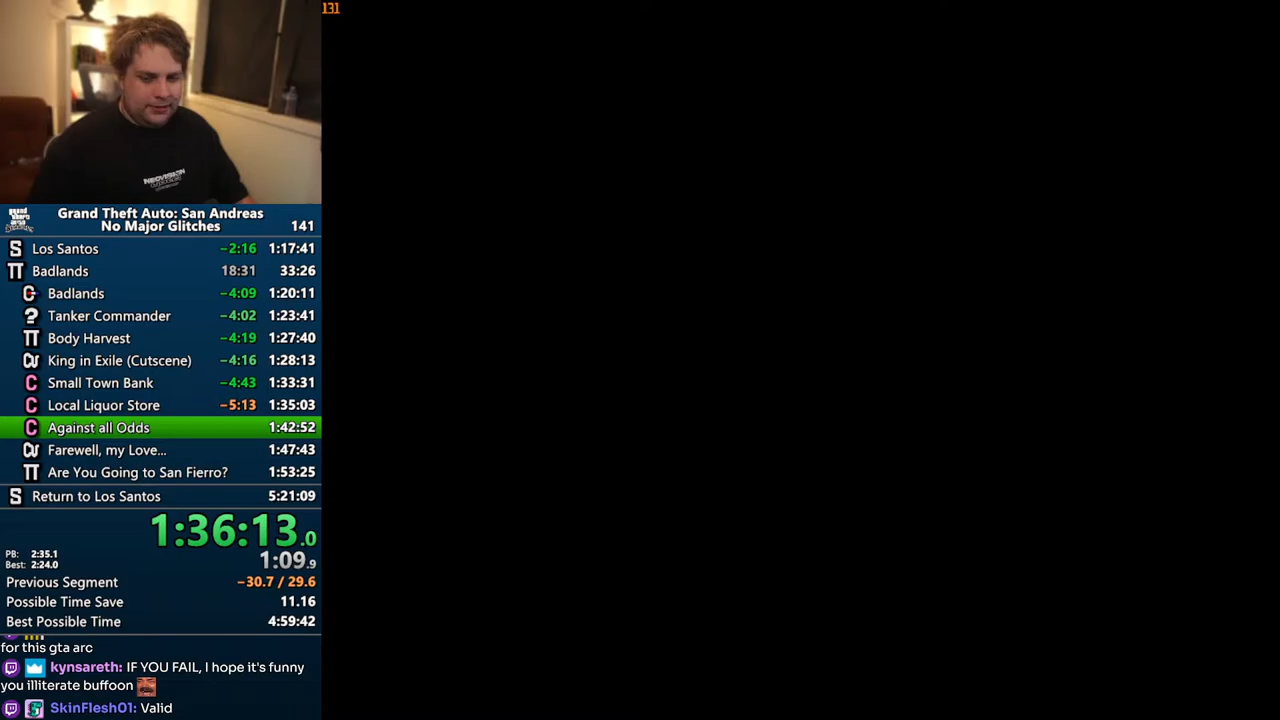 131
Grand Theft Auto: San Andreas
No Major Glitches 141
Los Santos −2:16 1:17:41
Badlands 18:31 33:26
Badlands −4:09 1:20:11
Tanker Commander −4:02 1:23:41
Body Harvest −4:19 1:27:40
King in Exile (Cutscene) −4:16 1:28:13
Small Town Bank −4:43 1:33:31
Local Liquor Store −5:13 1:35:03
Against all Odds 1:42:52
Farewell, my Love... 1:47:43
Are You Going to San Fierro? 1:53:25
Return to Los Santos 5:21:09
1:36:13.0
PB: 2:35.1
Best: 2:24.0
1:09.9
Previous Segment −30.7 / 29.6
Possible Time Save 11.16
Best Possible Time 4:59:42
for this gta arc
kynsareth: IF YOU FAIL, I hope it's funny
you illiterate buffoon
SkinFlesh01: Valid